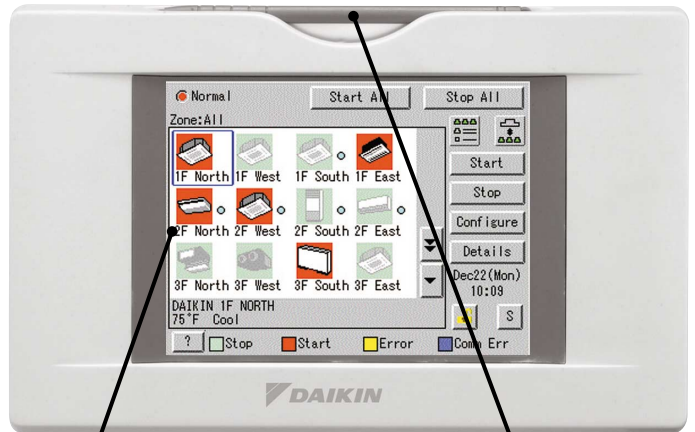 Normal
Start All
Stop All
Zone:All
1F North
1F West
1F South
1F East
Start
Stop
2F North
2F West
2F South
2F East
Configure
Details
3F North
3F West
3F South
3F East
Dec22(Mon)
10:09
DAIKIN 1F NORTH
75°F Cool
S
?
Stop
Start
Error
Comm Err
DAIKIN